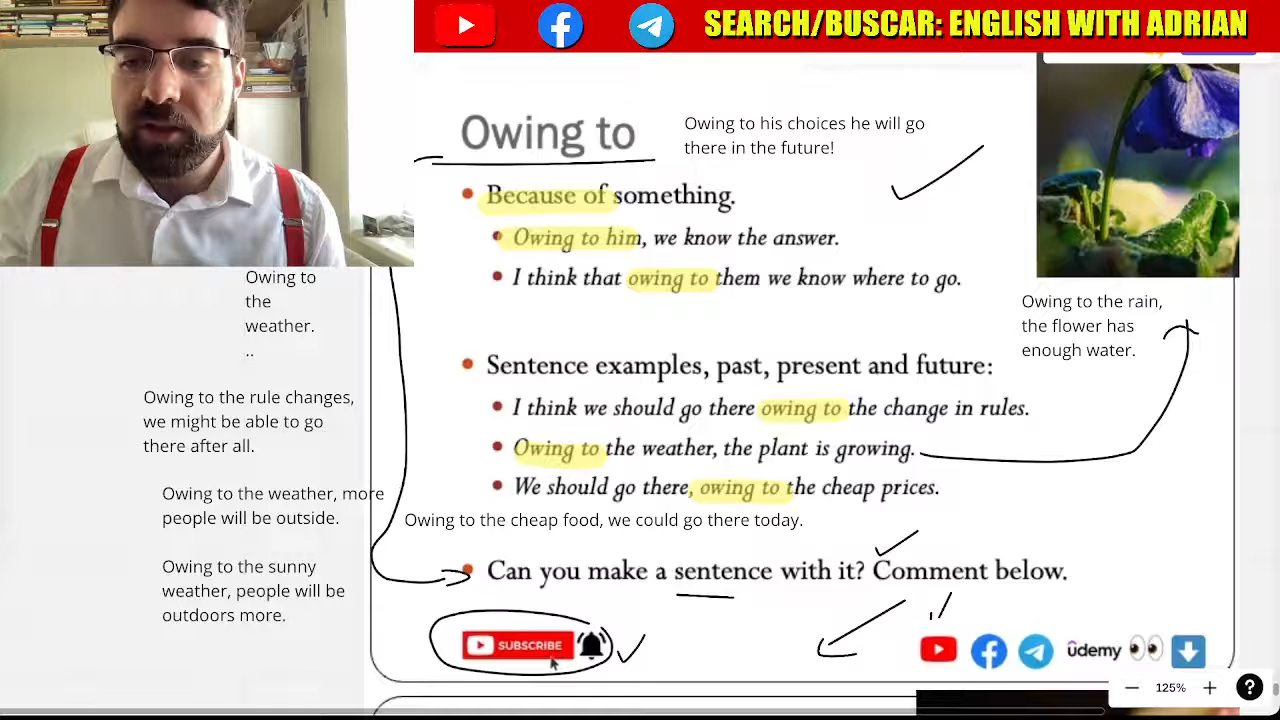 SEARCH/BUSCAR: ENGLISH WITH ADRIAN
Owing to
Owing to his choices he will go
there in the future!
Because of something.
Owing to him, we know the answer.
I think that owing to them we know where to go.
Owing to
the
weather.
..
Owing to the rain,
the flower has
enough water.
Sentence examples, past, present and future:
I think we should go there owing to the change in rules.
Owing to the weather, the plant is growing.
We should go there, owing to the cheap prices.
Owing to the rule changes,
we might be able to go
there after all.
Owing to the weather, more
people will be outside.
Owing to the cheap food, we could go there today.
Owing to the sunny
weather, people will be
outdoors more.
Can you make a sentence with it? Comment below.
SUBSCRIBE
ûdemy
125%
?